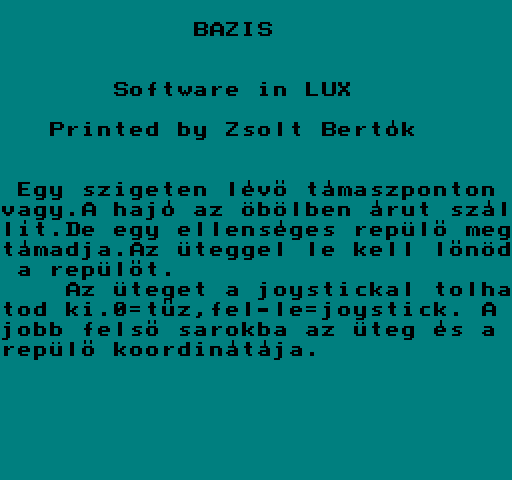 BAZIS
Software in LUX
Printed by Zsolt Bertók
Egy szigeten lévö támaszponton
vagy.A hajó az öbölben árut szál
lit.De egy ellenséges repülö meg
támadja.Az üteggel le kell lönöd
a repülöt.
Az üteget a joystickal tolha
tod ki.0=tüz,fel-le=joystick. A
jobb felsö sarokba az üteg és a
repülö koordinátája.